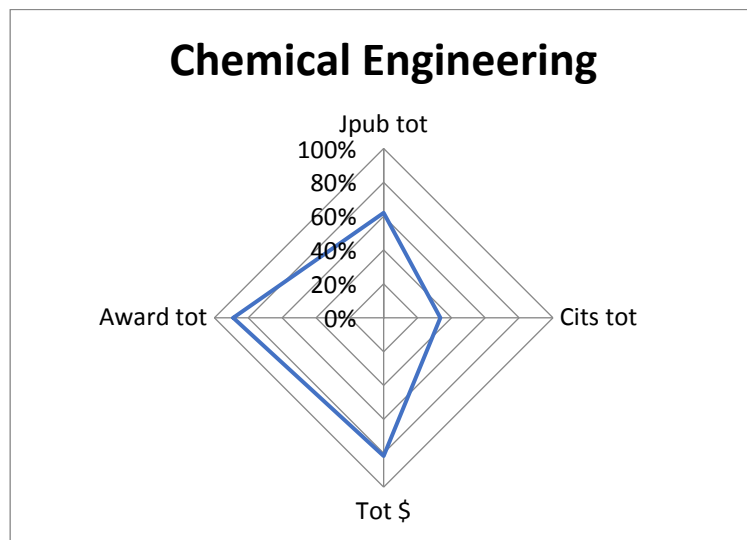 Chemical Engineering
Jpub tot
100%
80%
60%
40%
20%
0%
Award tot
Cits tot
Tot $